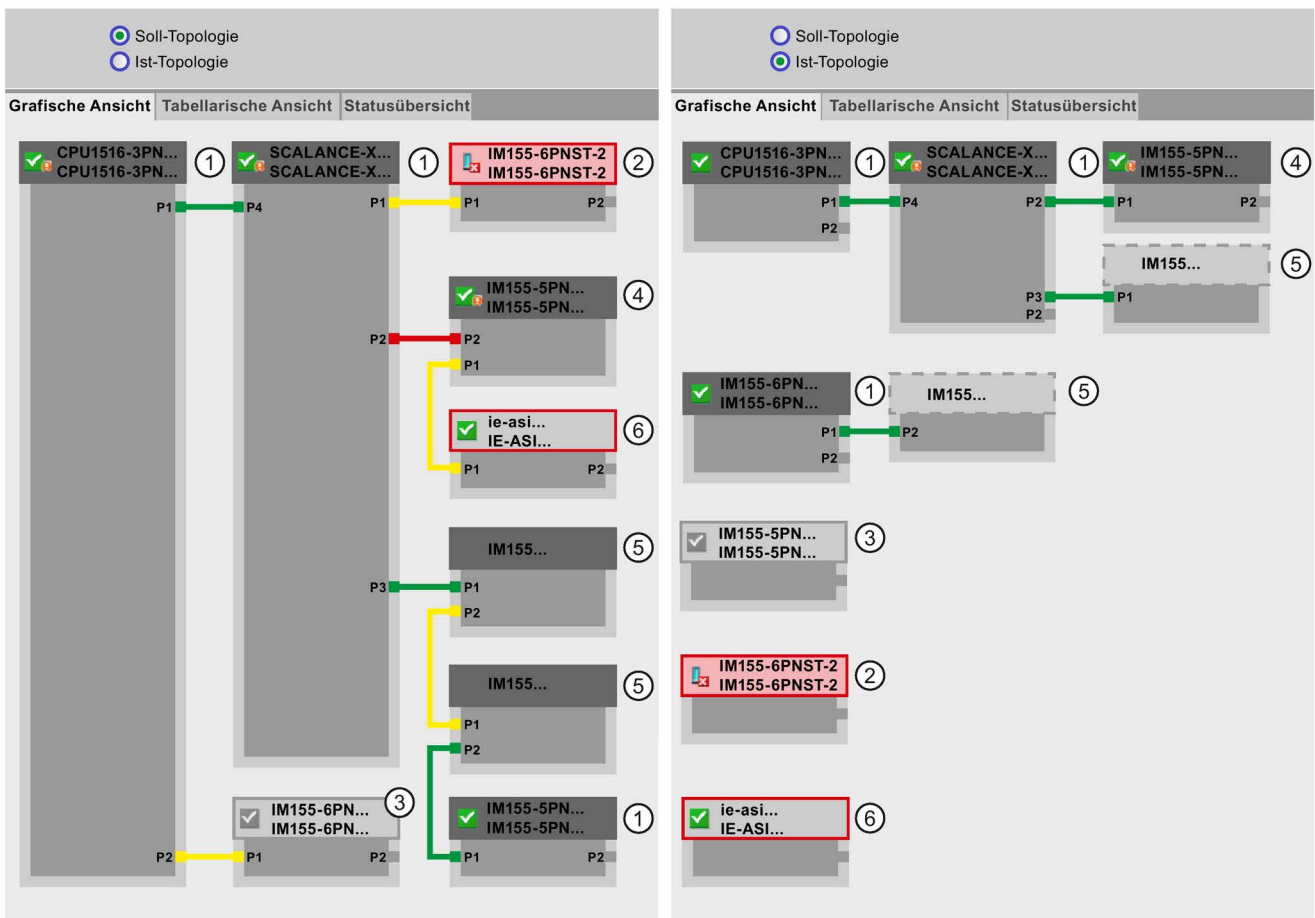 Soll-Topologie
Ist-Topologie
Grafische Ansicht Tabellarische Ansicht Statusübersicht
CPU1516-3PN...
CPU1516-3PN...
1
SCALANCE-X...
SCALANCE-X...
1
IM155-6PNST-2
IM155-6PNST-2
2
P1 P4 P1 P1 P2
IM155-5PN...
IM155-5PN...
4
P2 P2
P1
ie-asi...
IE-ASI...
6
P1 P2
IM155...
5
P3 P1
P2
IM155...
5
P1
P2
IM155-6PN...
IM155-6PN...
3
IM155-5PN...
IM155-5PN...
1
P2 P1 P2 P1 P2
Soll-Topologie
Ist-Topologie
Grafische Ansicht Tabellarische Ansicht Statusübersicht
CPU1516-3PN...
CPU1516-3PN...
1
SCALANCE-X...
SCALANCE-X...
1
IM155-5PN...
IM155-5PN...
4
P1 P4 P2 P1 P2
P2
IM155...
5
P3 P1
P2
IM155-6PN...
IM155-6PN...
1
IM155...
5
P1 P2
P2
IM155-5PN...
IM155-5PN...
3
IM155-6PNST-2
IM155-6PNST-2
2
ie-asi...
IE-ASI...
6